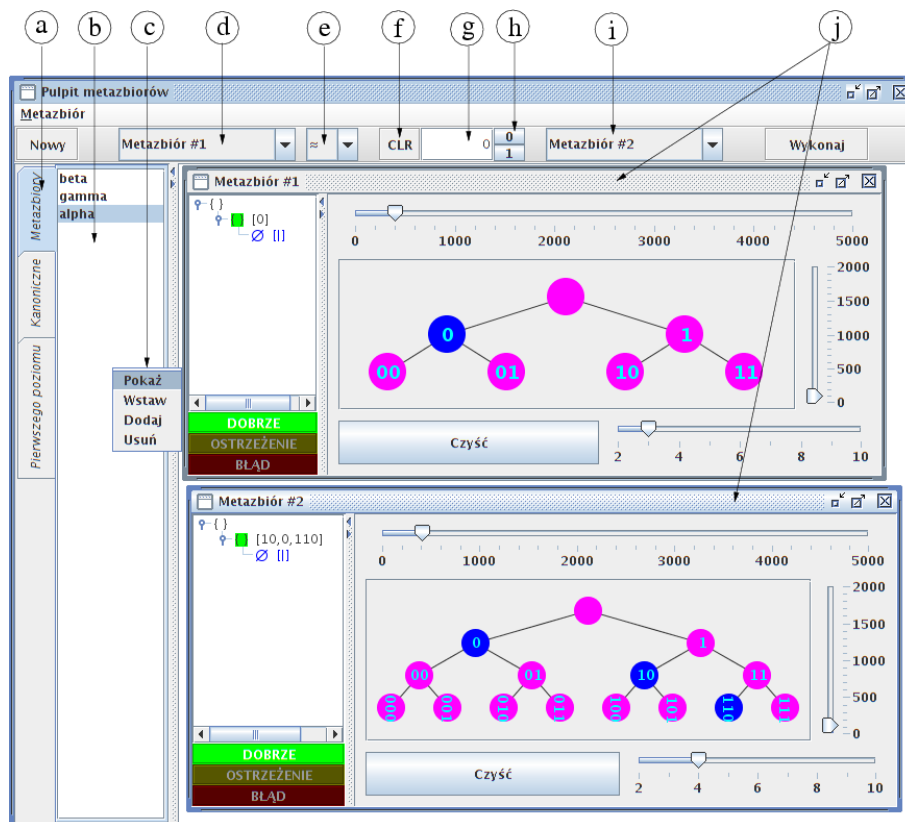 a b c d e f g h i j
Pulpit metazbiorów
Metazbiór
Nowy Metazbiór #1 ≈ CLR 0 0 1 Metazbiór #2 Wykonaj
Metazbiory
Kanoniczne
Pierwszego poziomu
beta
gamma
alpha
Pokaż
Wstaw
Dodaj
Usuń
Metazbiór #1
{ }
[0]
∅ [|]
DOBRZE
OSTRZEŻENIE
BŁĄD
0 1000 2000 3000 4000 5000
0 1
00 01 10 11
2000
1500
1000
500
0
Czyść
2 4 6 8 10
Metazbiór #2
{ }
[10,0,110]
∅ [|]
DOBRZE
OSTRZEŻENIE
BŁĄD
0 1000 2000 3000 4000 5000
0 1
00 01 10 11
000 001 010 011 100 101 110 111
2000
1500
1000
500
0
Czyść
2 4 6 8 10